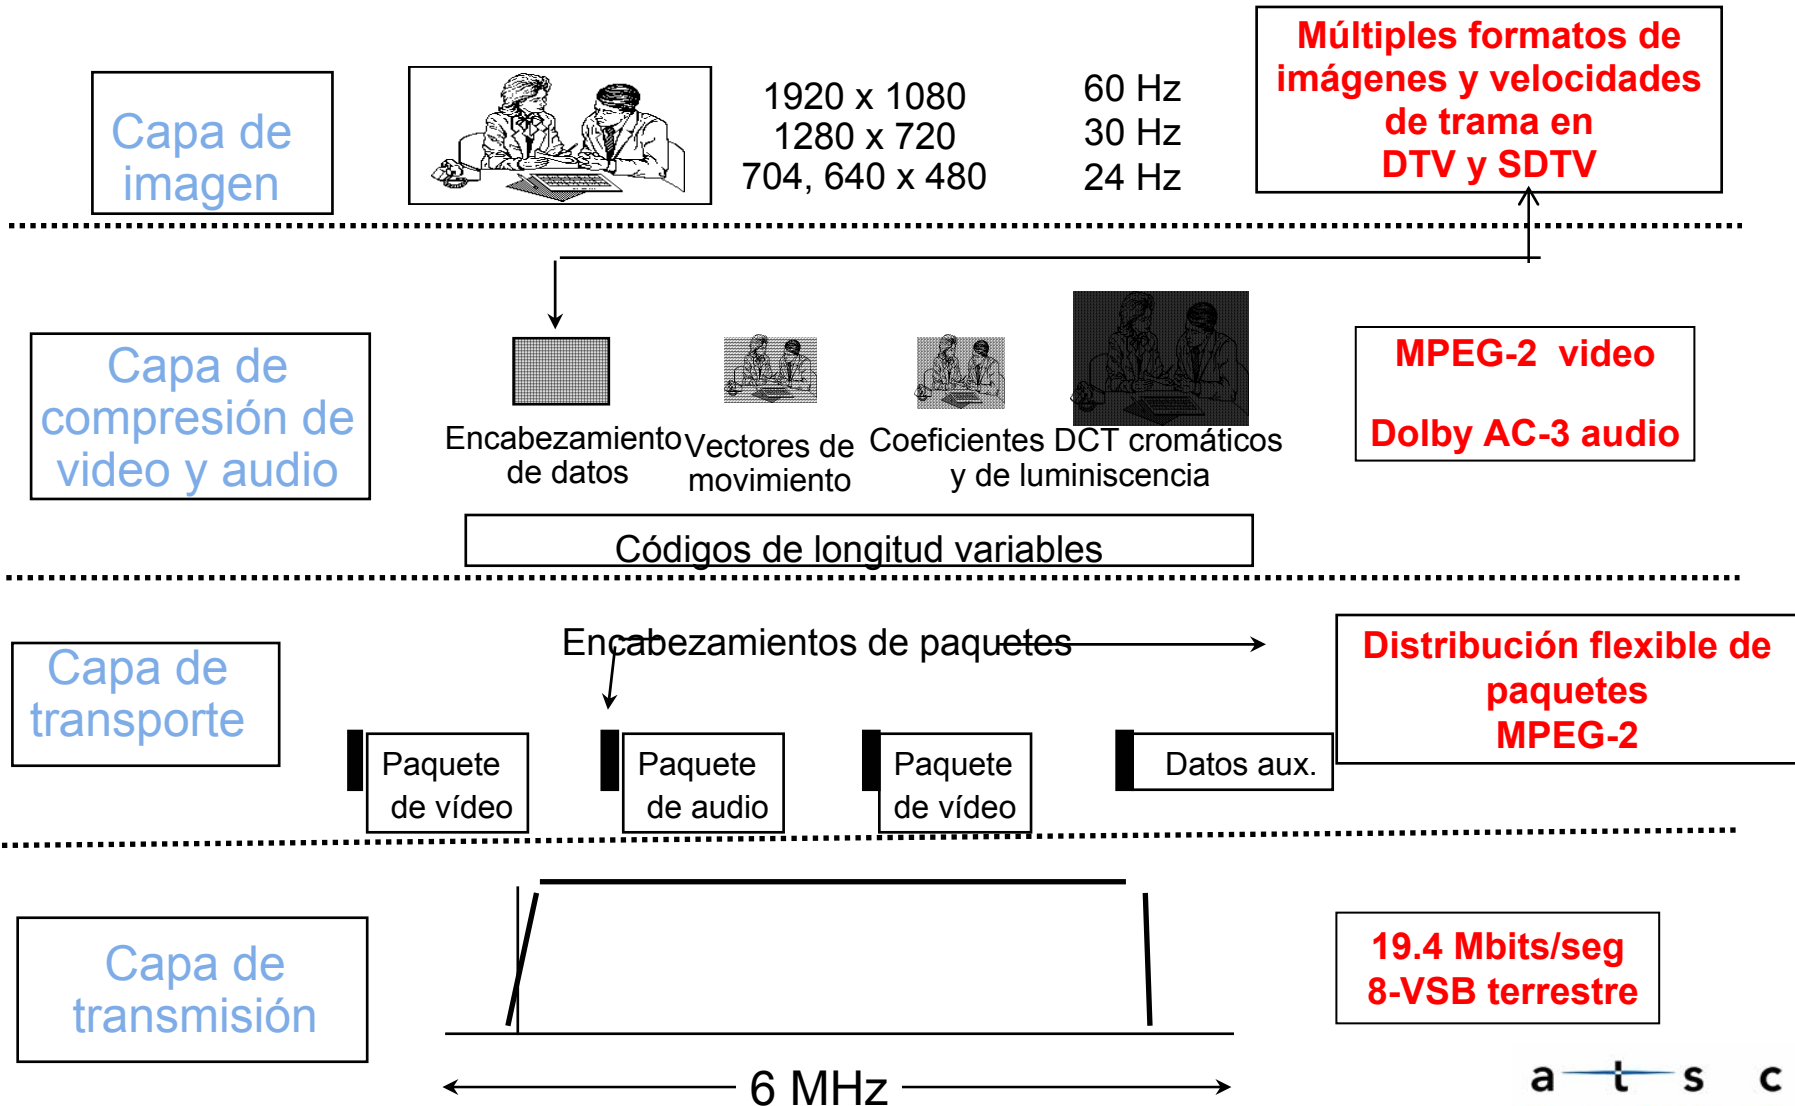 Capa de
imagen
1920 x 1080
1280 x 720
704, 640 x 480
60 Hz
30 Hz
24 Hz
Múltiples formatos de
imágenes y velocidades
de trama en
DTV y SDTV
Capa de
compresión de
video y audio
Encabezamiento
de datos
Vectores de
movimiento
Coeficientes DCT cromáticos
y de luminiscencia
MPEG-2 video
Dolby AC-3 audio
Códigos de longitud variables
Capa de
transporte
Encabezamientos de paquetes
Paquete
de vídeo
Paquete
de audio
Paquete
de vídeo
Datos aux.
Distribución flexible de
paquetes
MPEG-2
Capa de
transmisión
6 MHz
19.4 Mbits/seg
8-VSB terrestre
atsc